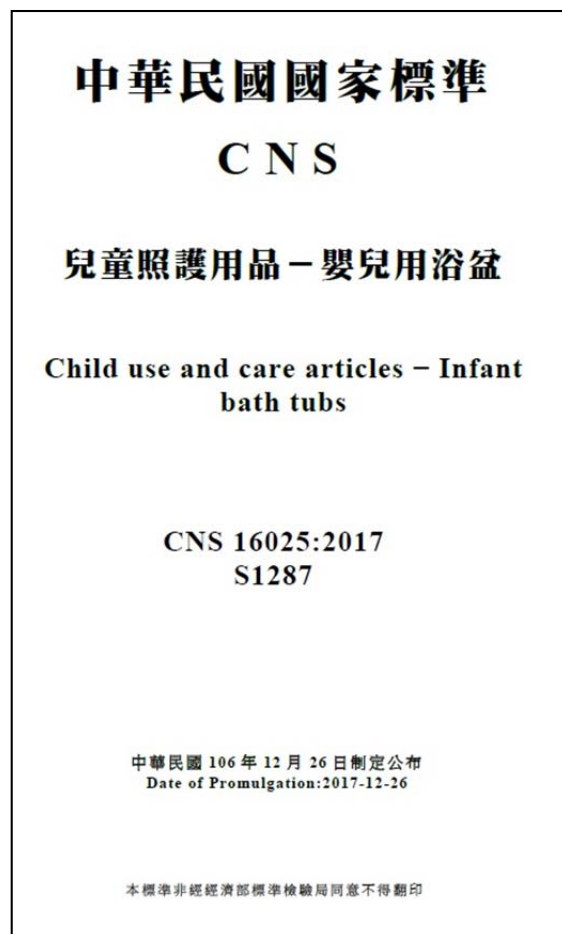 中華民國國家標準
CNS
兒童照護用品－嬰兒用浴盆
Child use and care articles − Infant
bath tubs
CNS 16025:2017
S1287
中華民國 106 年 12 月 26 日制定公布
Date of Promulgation:2017-12-26
本標準非經經濟部標準檢驗局同意不得翻印